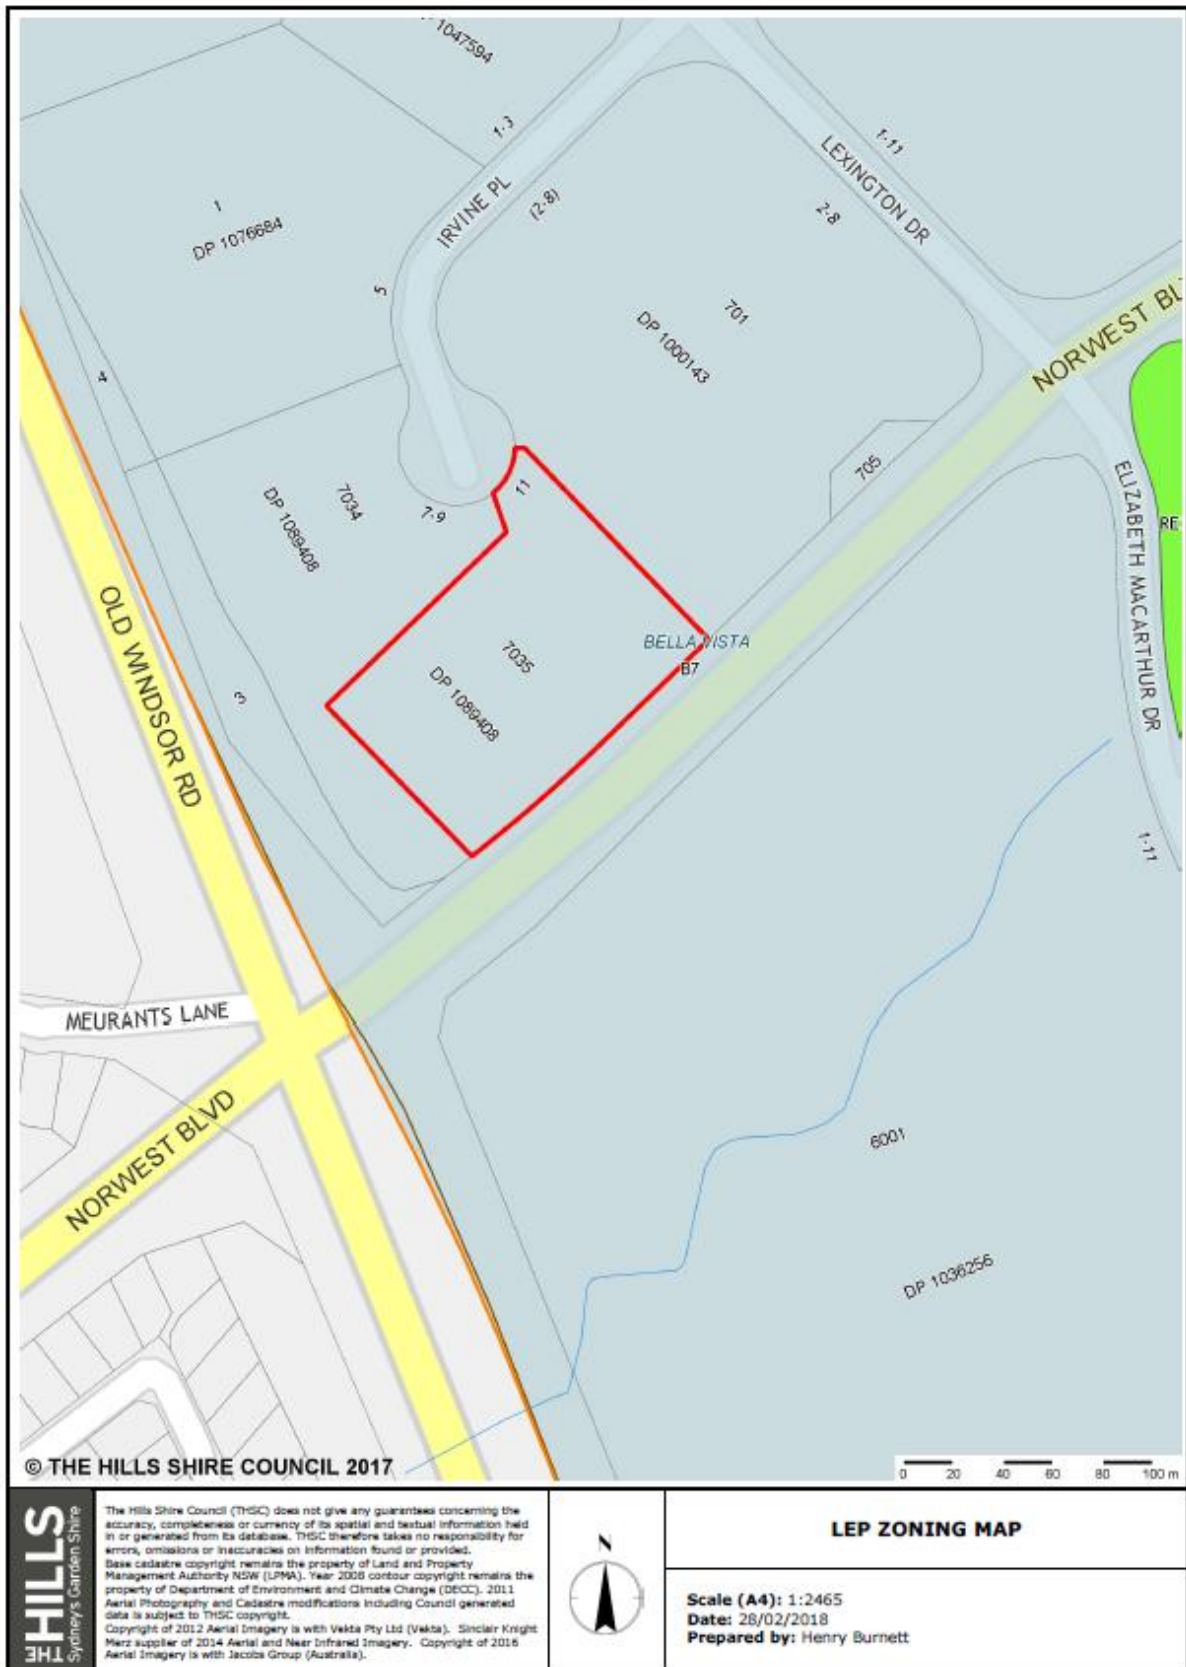 DP 1047594
1-3
1-11
LEXINGTON DR
1
DP 1076684
IRVINE PL
(2-8)
2-8
5
701
DP 1000143
NORWEST BL
4
705
11
7034
DP 1089408
7-9
ELIZABETH MACARTHUR DR
RE
OLD WINDSOR RD
BELLA VISTA
B7
7035
DP 1089408
3
1-11
MEURANTS LANE
NORWEST BLVD
6001
DP 1036256
© THE HILLS SHIRE COUNCIL 2017
0 20 40 60 80 100 m
THE HILLS
Sydney's Garden Shire
The Hills Shire Council (THSC) does not give any guarantees concerning the
accuracy, completeness or currency of its spatial and textual information held
in or generated from its database. THSC therefore takes no responsibility for
errors, omissions or inaccuracies on information found or provided.
Base cadastre copyright remains the property of Land and Property
Management Authority NSW (LPMA). Year 2008 contour copyright remains the
property of Department of Environment and Climate Change (DECC). 2011
Aerial Photography and Cadastre modifications including Council generated
data is subject to THSC copyright.
Copyright of 2012 Aerial Imagery is with Vekta Pty Ltd (Vekta). Sinclair Knight
Merz supplier of 2014 Aerial and Near Infrared Imagery. Copyright of 2016
Aerial Imagery is with Jacobs Group (Australia).
N
LEP ZONING MAP
Scale (A4): 1:2465
Date: 28/02/2018
Prepared by: Henry Burnett